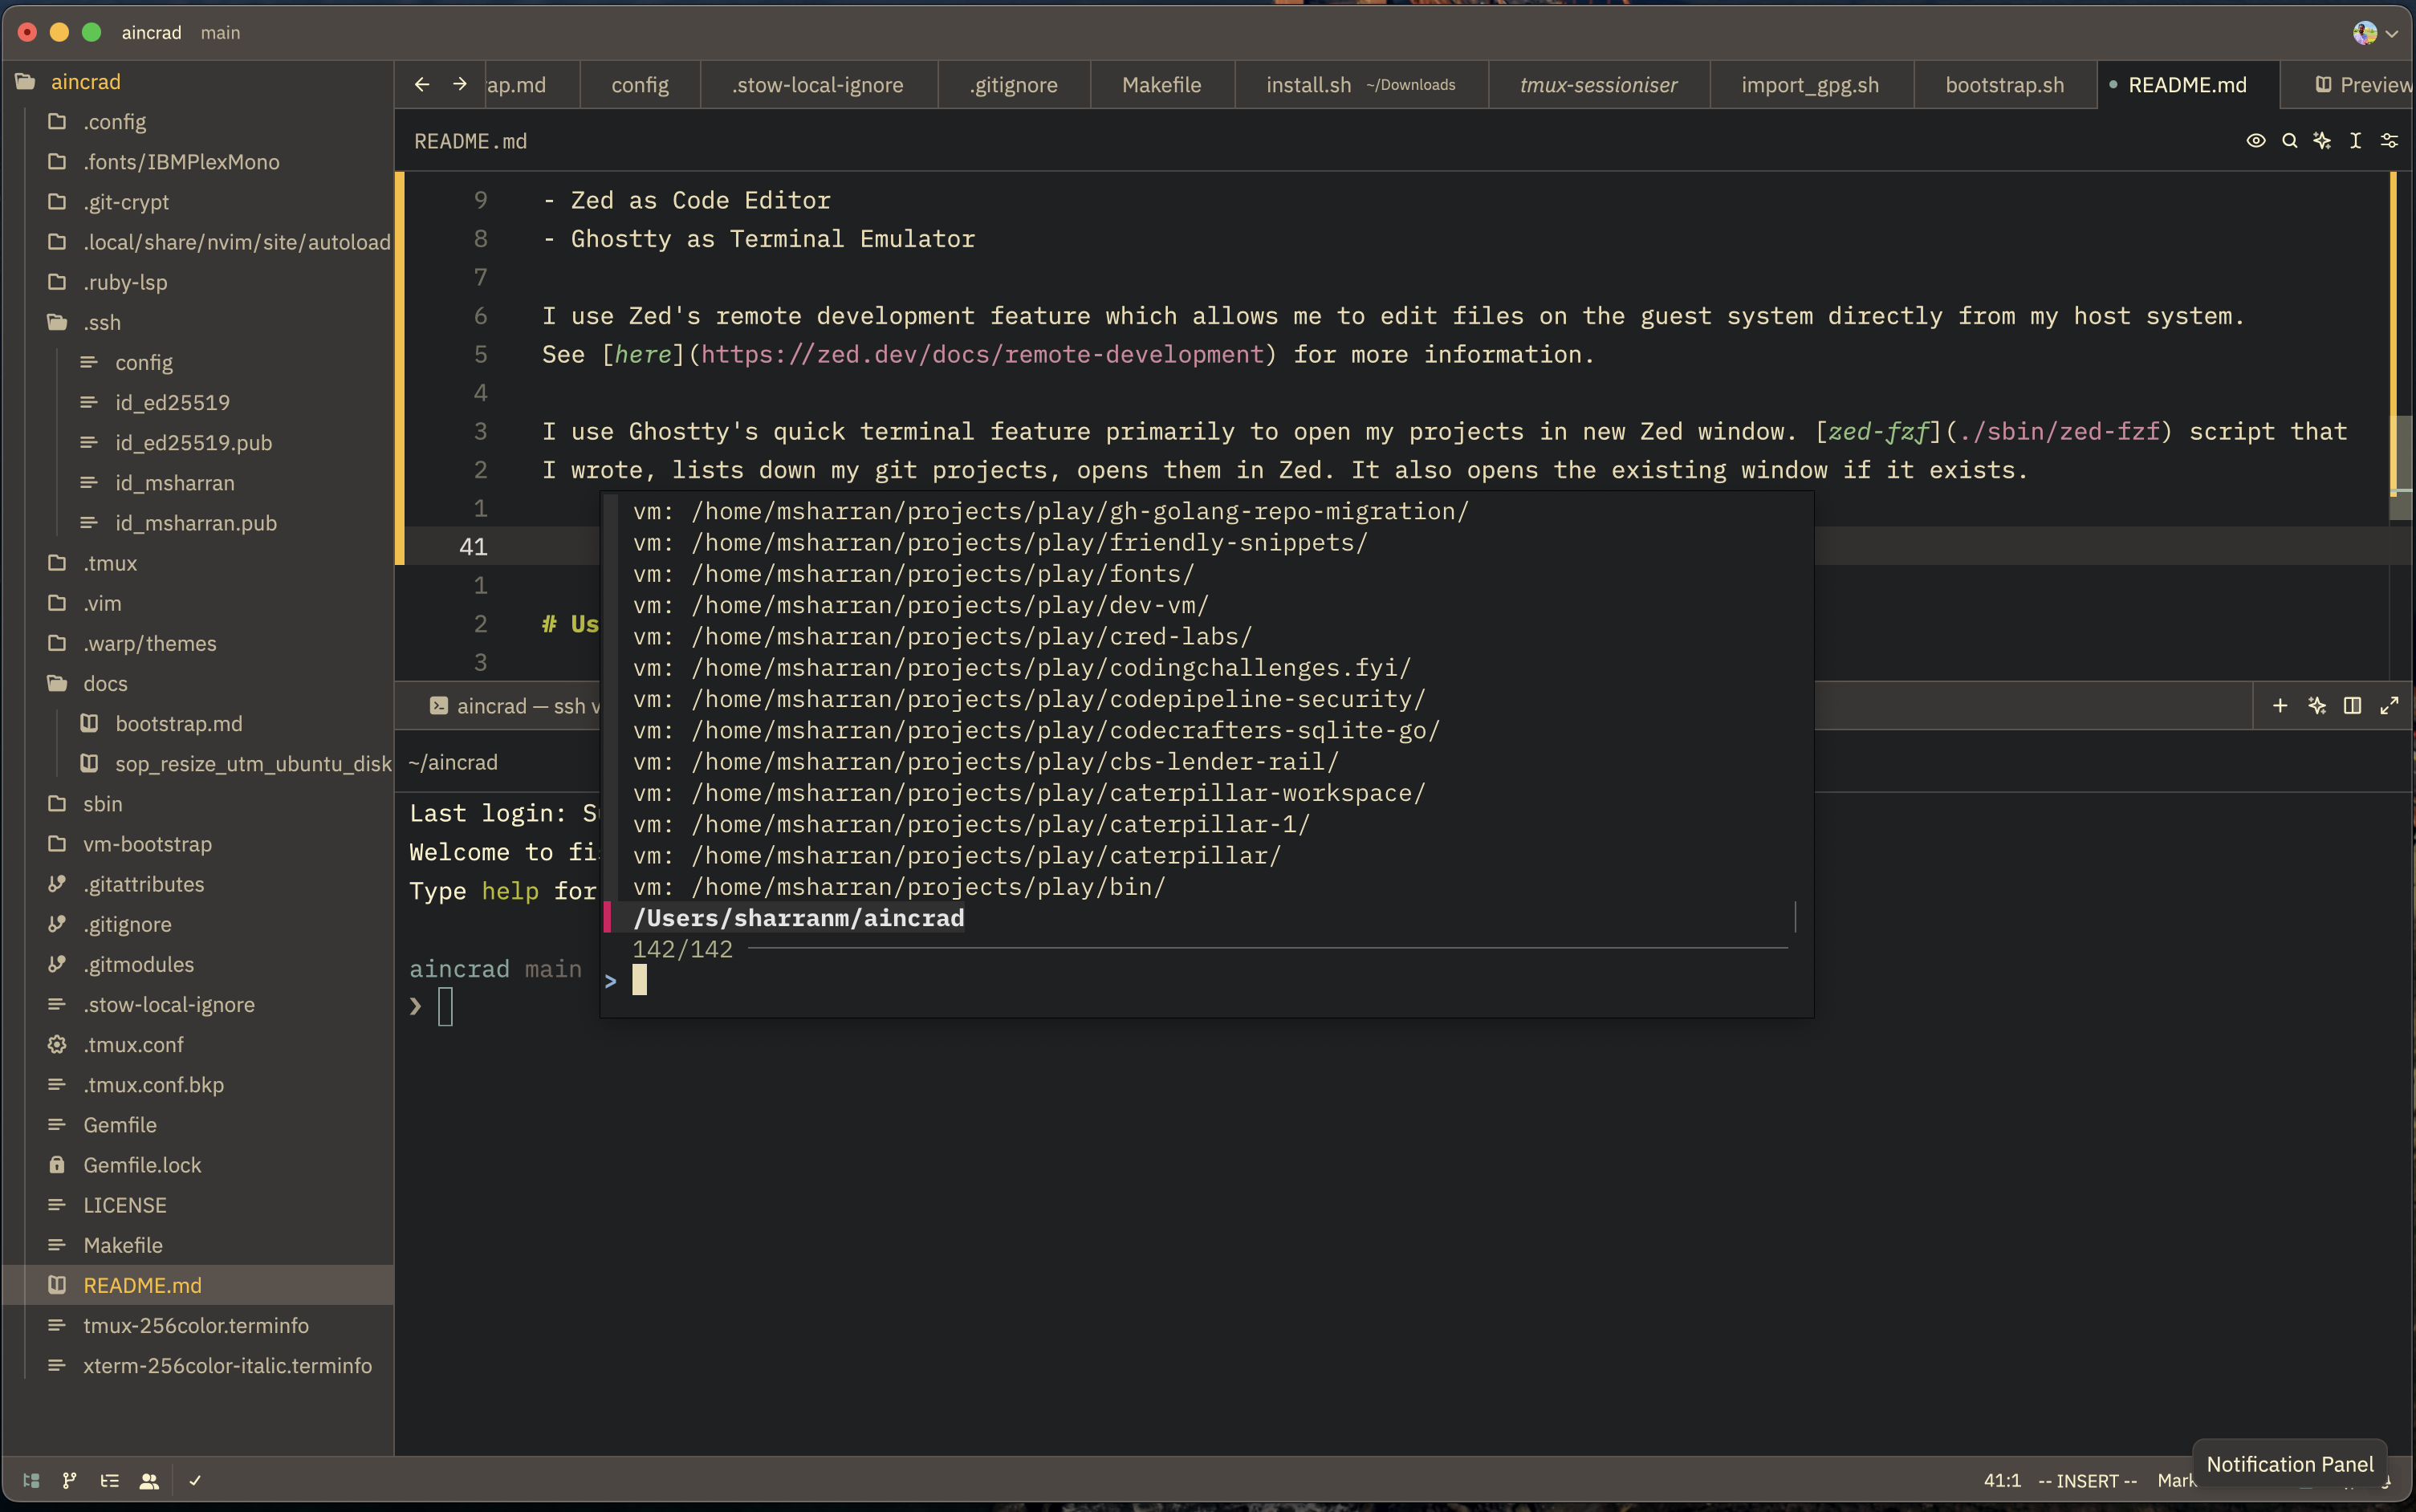 aincrad main
aincrad
.config
.fonts/IBMPlexMono
.git-crypt
.local/share/nvim/site/autoload
.ruby-lsp
.ssh
config
id_ed25519
id_ed25519.pub
id_msharran
id_msharran.pub
.tmux
.vim
.warp/themes
docs
bootstrap.md
sop_resize_utm_ubuntu_disk
sbin
vm-bootstrap
.gitattributes
.gitignore
.gitmodules
.stow-local-ignore
.tmux.conf
.tmux.conf.bkp
Gemfile
Gemfile.lock
LICENSE
Makefile
README.md
tmux-256color.terminfo
xterm-256color-italic.terminfo
ap.md config .stow-local-ignore .gitignore Makefile install.sh ~/Downloads tmux-sessioniser import_gpg.sh bootstrap.sh README.md Preview
README.md
9 - Zed as Code Editor
8 - Ghostty as Terminal Emulator
7
6 I use Zed's remote development feature which allows me to edit files on the guest system directly from my host system.
5 See [here](https://zed.dev/docs/remote-development) for more information.
4
3 I use Ghostty's quick terminal feature primarily to open my projects in new Zed window. [zed-fzf](./sbin/zed-fzf) script that
2 I wrote, lists down my git projects, opens them in Zed. It also opens the existing window if it exists.
1
41
1
2 # Us
3
vm: /home/msharran/projects/play/gh-golang-repo-migration/
vm: /home/msharran/projects/play/friendly-snippets/
vm: /home/msharran/projects/play/fonts/
vm: /home/msharran/projects/play/dev-vm/
vm: /home/msharran/projects/play/cred-labs/
vm: /home/msharran/projects/play/codingchallenges.fyi/
vm: /home/msharran/projects/play/codepipeline-security/
vm: /home/msharran/projects/play/codecrafters-sqlite-go/
vm: /home/msharran/projects/play/cbs-lender-rail/
vm: /home/msharran/projects/play/caterpillar-workspace/
vm: /home/msharran/projects/play/caterpillar-1/
vm: /home/msharran/projects/play/caterpillar/
vm: /home/msharran/projects/play/bin/
/Users/sharranm/aincrad
142/142
>
aincrad — ssh v
~/aincrad
Last login: S
Welcome to fi
Type help for
aincrad main
❯
41:1 -- INSERT -- Mark
Notification Panel